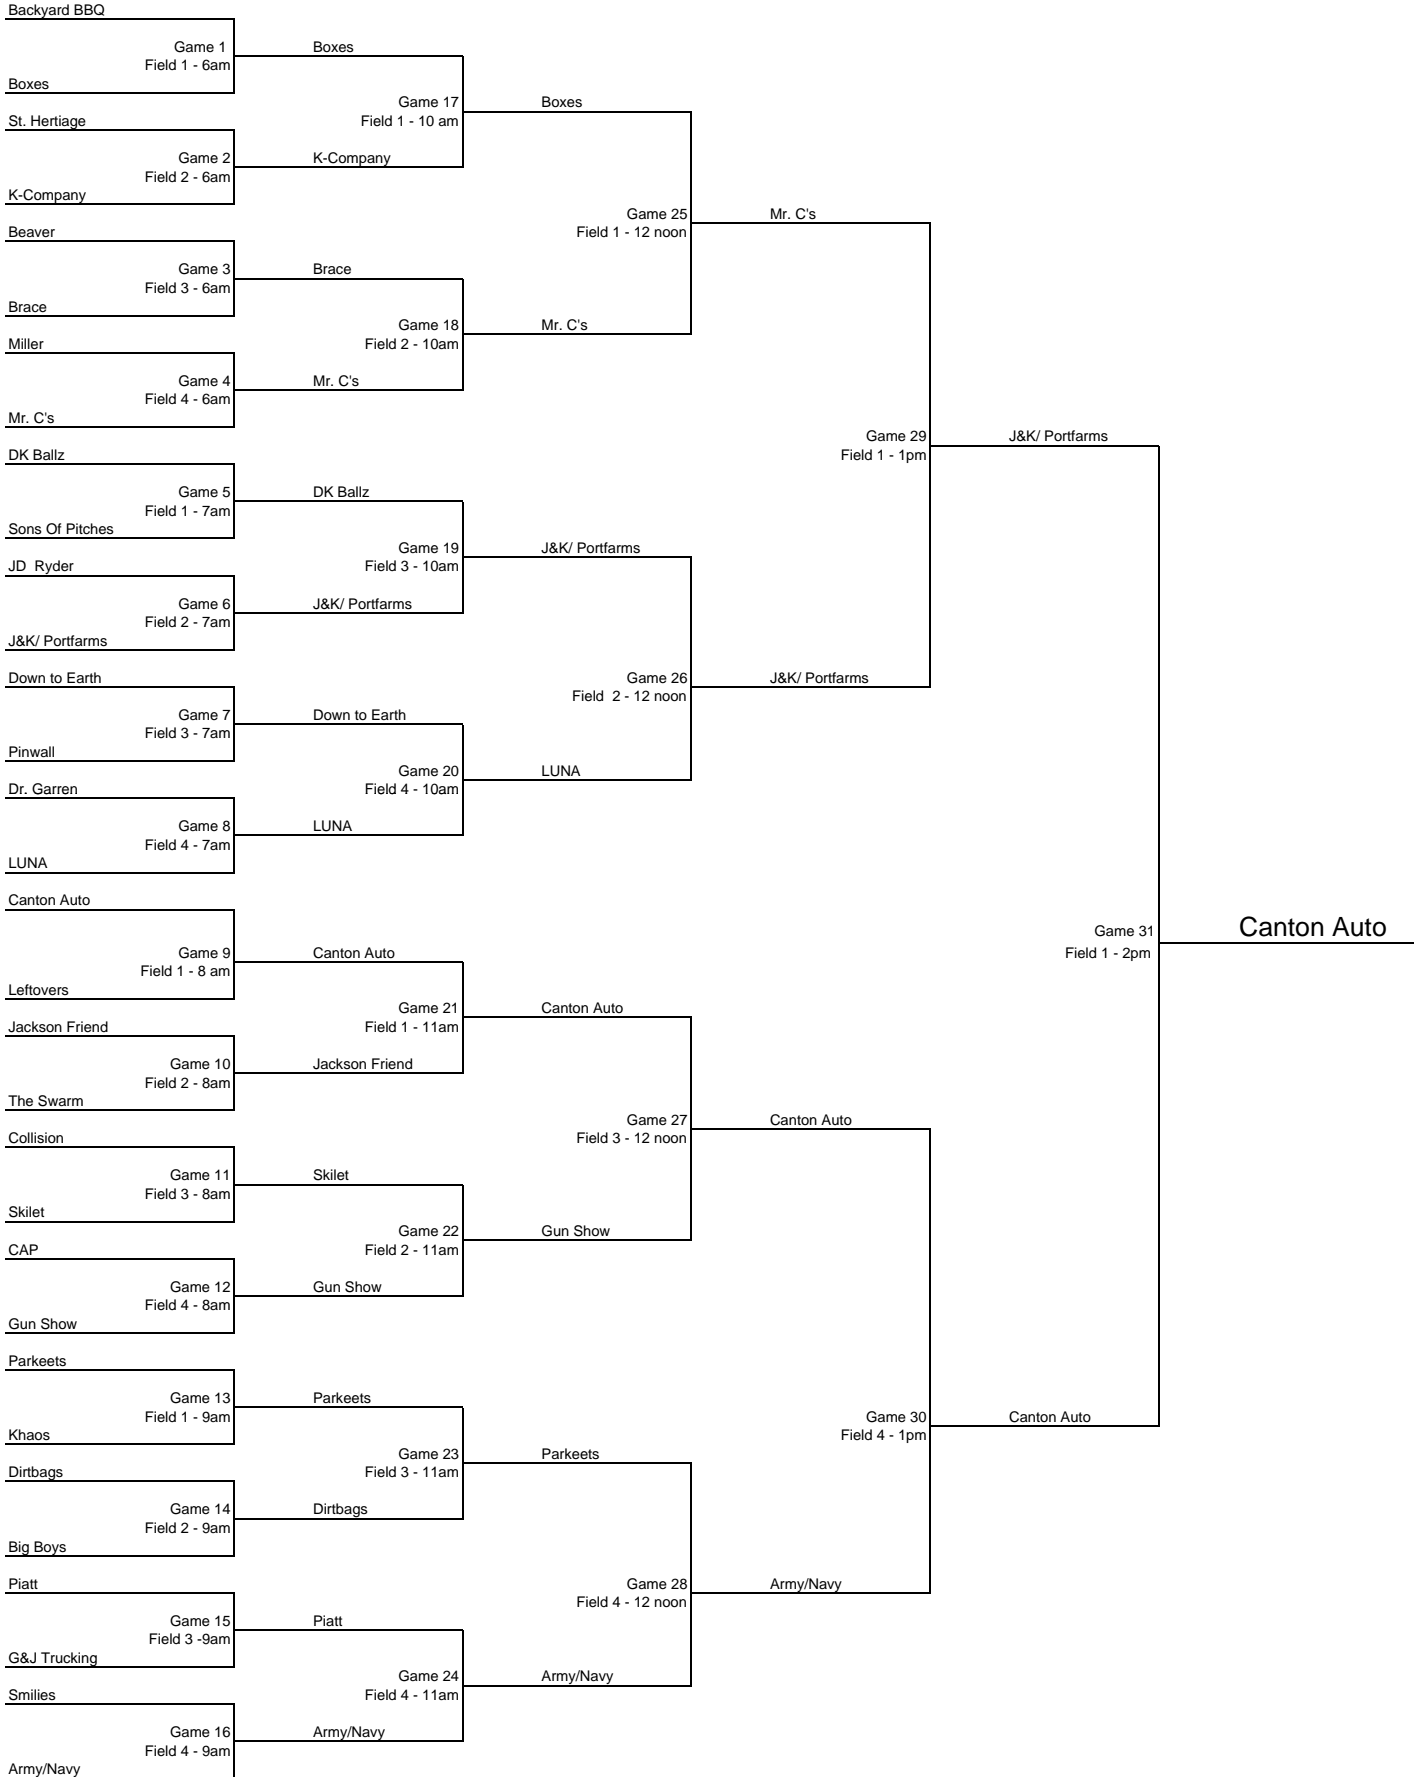 Backyard BBQ
Game 1
Boxes
Field 1 - 6am
Boxes
Game 17
Boxes
St. Hertiage
Field 1 - 10 am
Game 2
K-Company
Field 2 - 6am
K-Company
Game 25
Mr. C's
Beaver
Field 1 - 12 noon
Game 3
Brace
Field 3 - 6am
Brace
Game 18
Mr. C's
Miller
Field 2 - 10am
Game 4
Mr. C's
Field 4 - 6am
Mr. C's
Game 29
J&K/ Portfarms
DK Ballz
Field 1 - 1pm
Game 5
DK Ballz
Field 1 - 7am
Sons Of Pitches
Game 19
J&K/ Portfarms
JD  Ryder
Field 3 - 10am
Game 6
J&K/ Portfarms
Field 2 - 7am
J&K/ Portfarms
Down to Earth
Game 26
J&K/ Portfarms
Field  2 - 12 noon
Game 7
Down to Earth
Field 3 - 7am
Pinwall
Game 20
LUNA
Dr. Garren
Field 4 - 10am
Game 8
LUNA
Field 4 - 7am
LUNA
Canton Auto
Game 31
Canton Auto
Field 1 - 2pm
Game 9
Canton Auto
Field 1 - 8 am
Leftovers
Game 21
Canton Auto
Jackson Friend
Field 1 - 11am
Game 10
Jackson Friend
Field 2 - 8am
The Swarm
Game 27
Canton Auto
Collision
Field 3 - 12 noon
Game 11
Skilet
Field 3 - 8am
Skilet
Game 22
Gun Show
CAP
Field 2 - 11am
Game 12
Gun Show
Field 4 - 8am
Gun Show
Parkeets
Game 13
Parkeets
Field 1 - 9am
Game 30
Canton Auto
Khaos
Field 4 - 1pm
Game 23
Parkeets
Dirtbags
Field 3 - 11am
Game 14
Dirtbags
Field 2 - 9am
Big Boys
Piatt
Game 28
Army/Navy
Field 4 - 12 noon
Game 15
Piatt
Field 3 -9am
G&J Trucking
Game 24
Army/Navy
Smilies
Field 4 - 11am
Game 16
Army/Navy
Field 4 - 9am
Army/Navy